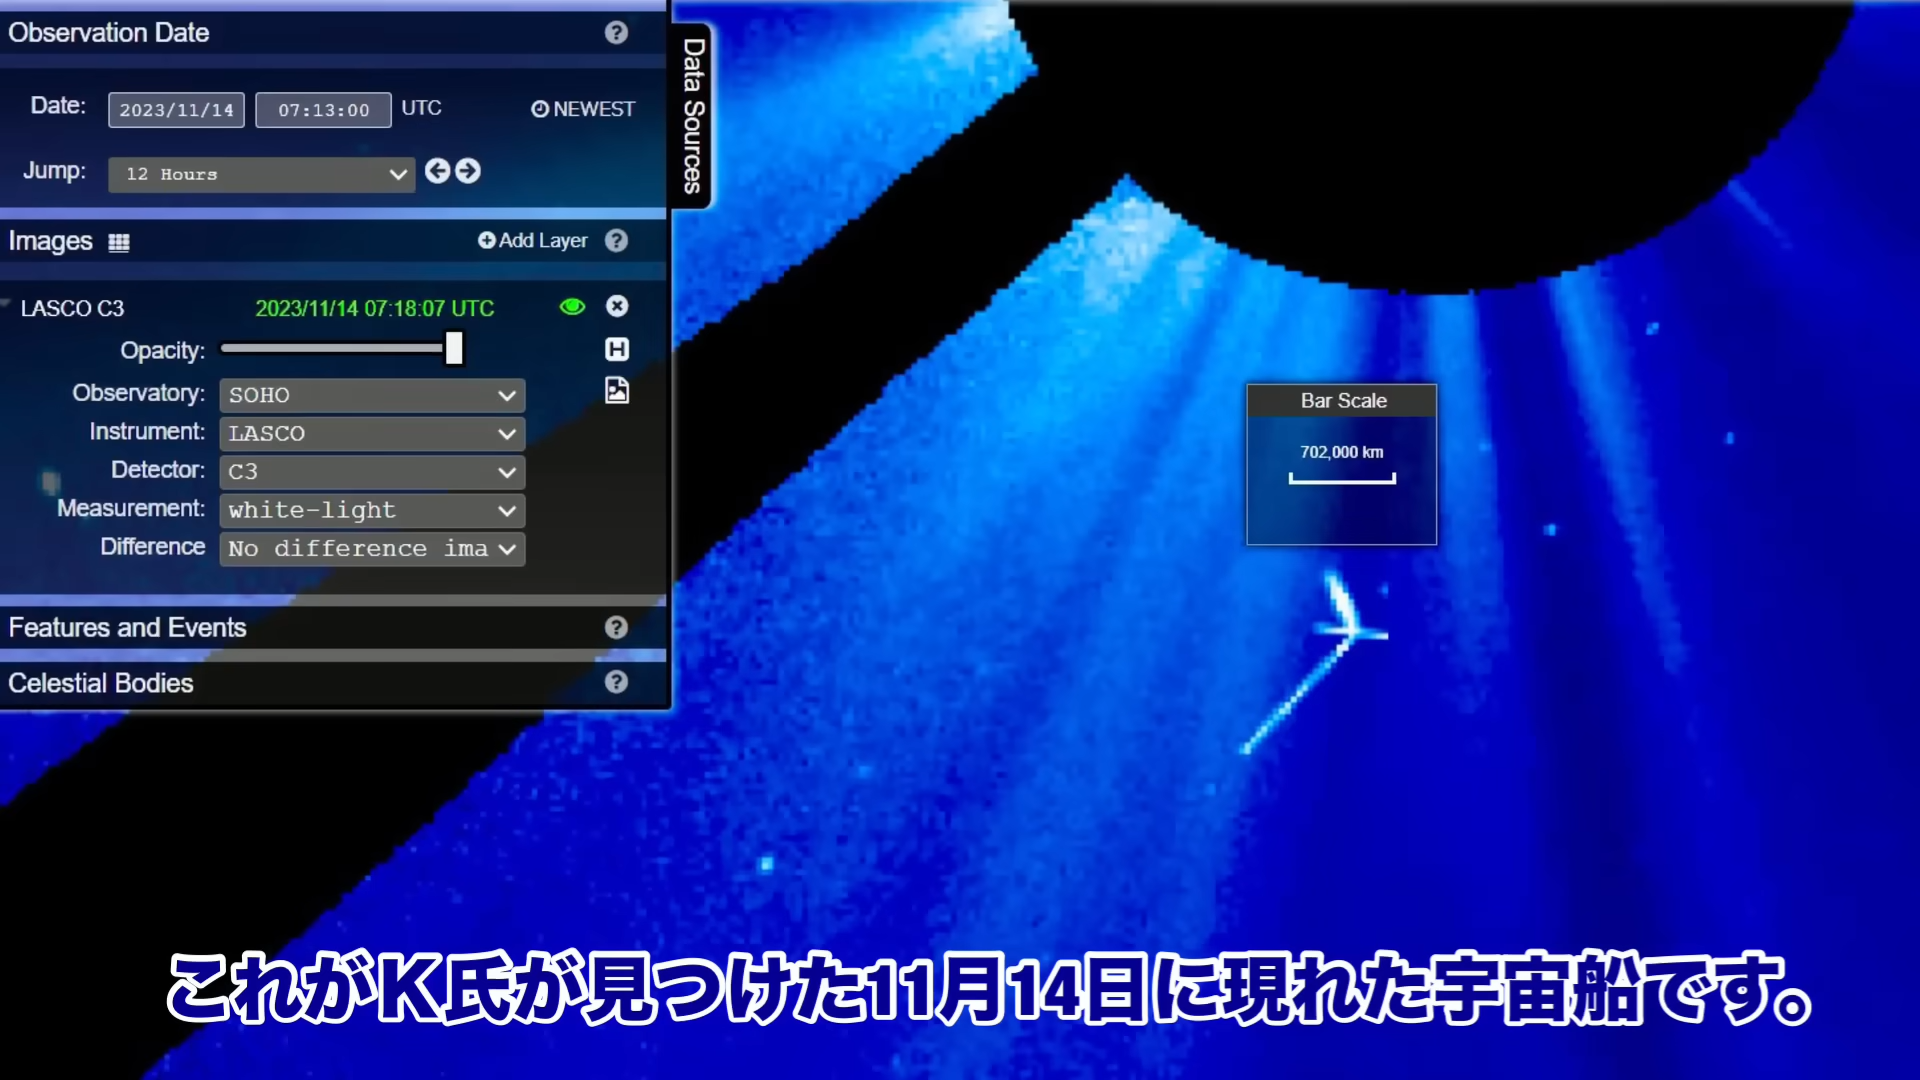 Observation Date
Date: 2023/11/14 07:13:00 UTC NEWEST
Jump: 12 Hours
Images Add Layer
LASCO C3 2023/11/14 07:18:07 UTC
Opacity:
H
Observatory: SOHO
Instrument: LASCO
Detector: C3
Measurement: white-light
Difference No difference ima
Features and Events
Celestial Bodies
Data Sources
Bar Scale
702,000 km
これがK氏が見つけた11月14日に現れた宇宙船です。